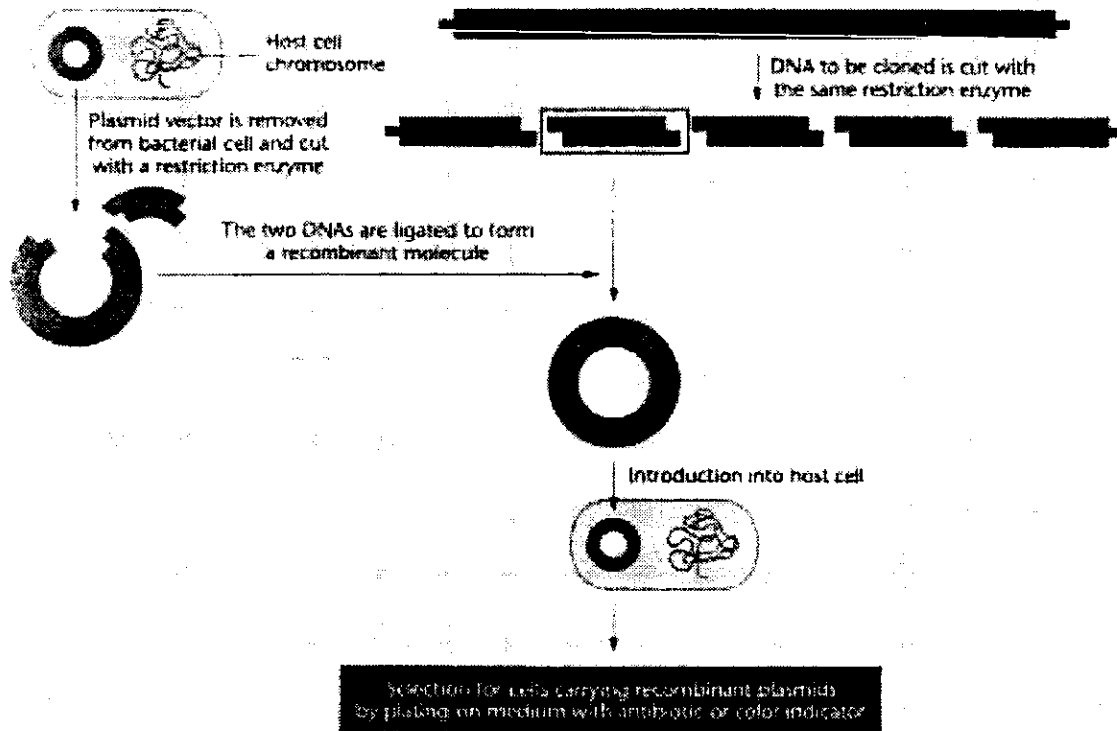 Host cell
chromosome
DNA to be cloned is cut with
the same restriction enzyme
Plasmid vector is removed
from bacterial cell and cut
with a restriction enzyme
The two DNAs are ligated to form
a recombinant molecule
Introduction into host cell
Selection for cells carrying recombinant plasmids
by plating on medium with antibiotic or color indicator